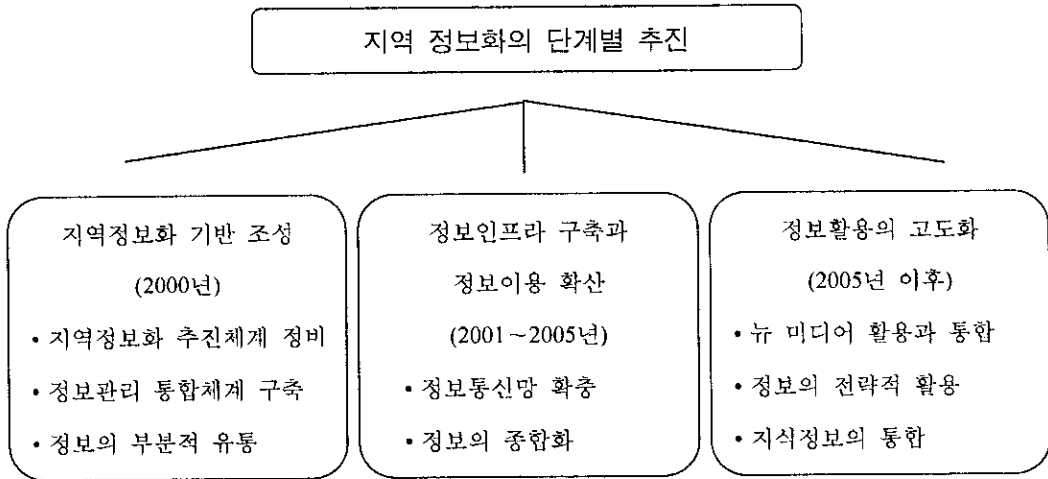 지역 정보화의 단계별 추진
지역정보화 기반 조성
(2000년)
• 지역정보화 추진체계 정비
• 정보관리 통합체계 구축
• 정보의 부분적 유통
정보인프라 구축과
정보이용 확산
(2001~2005년)
• 정보통신망 확충
• 정보의 종합화
정보활용의 고도화
(2005년 이후)
• 뉴 미디어 활용과 통합
• 정보의 전략적 활용
• 지식정보의 통합